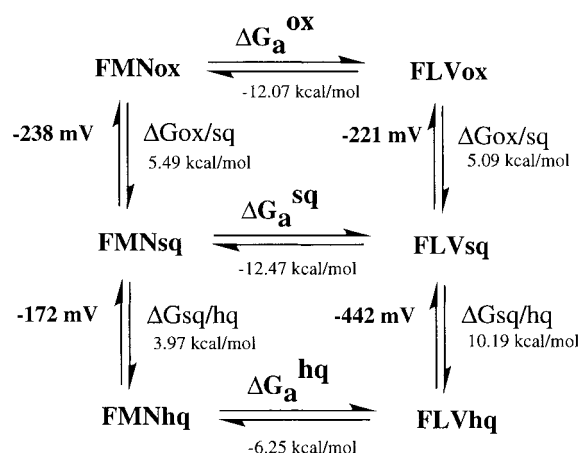 ΔGa ox
FMNox FLVox
-12.07 kcal/mol
-238 mV ΔGox/sq -221 mV ΔGox/sq
5.49 kcal/mol 5.09 kcal/mol
ΔGa sq
FMNsq FLVsq
-12.47 kcal/mol
-172 mV ΔGsq/hq -442 mV ΔGsq/hq
3.97 kcal/mol 10.19 kcal/mol
ΔGa hq
FMNhq FLVhq
-6.25 kcal/mol